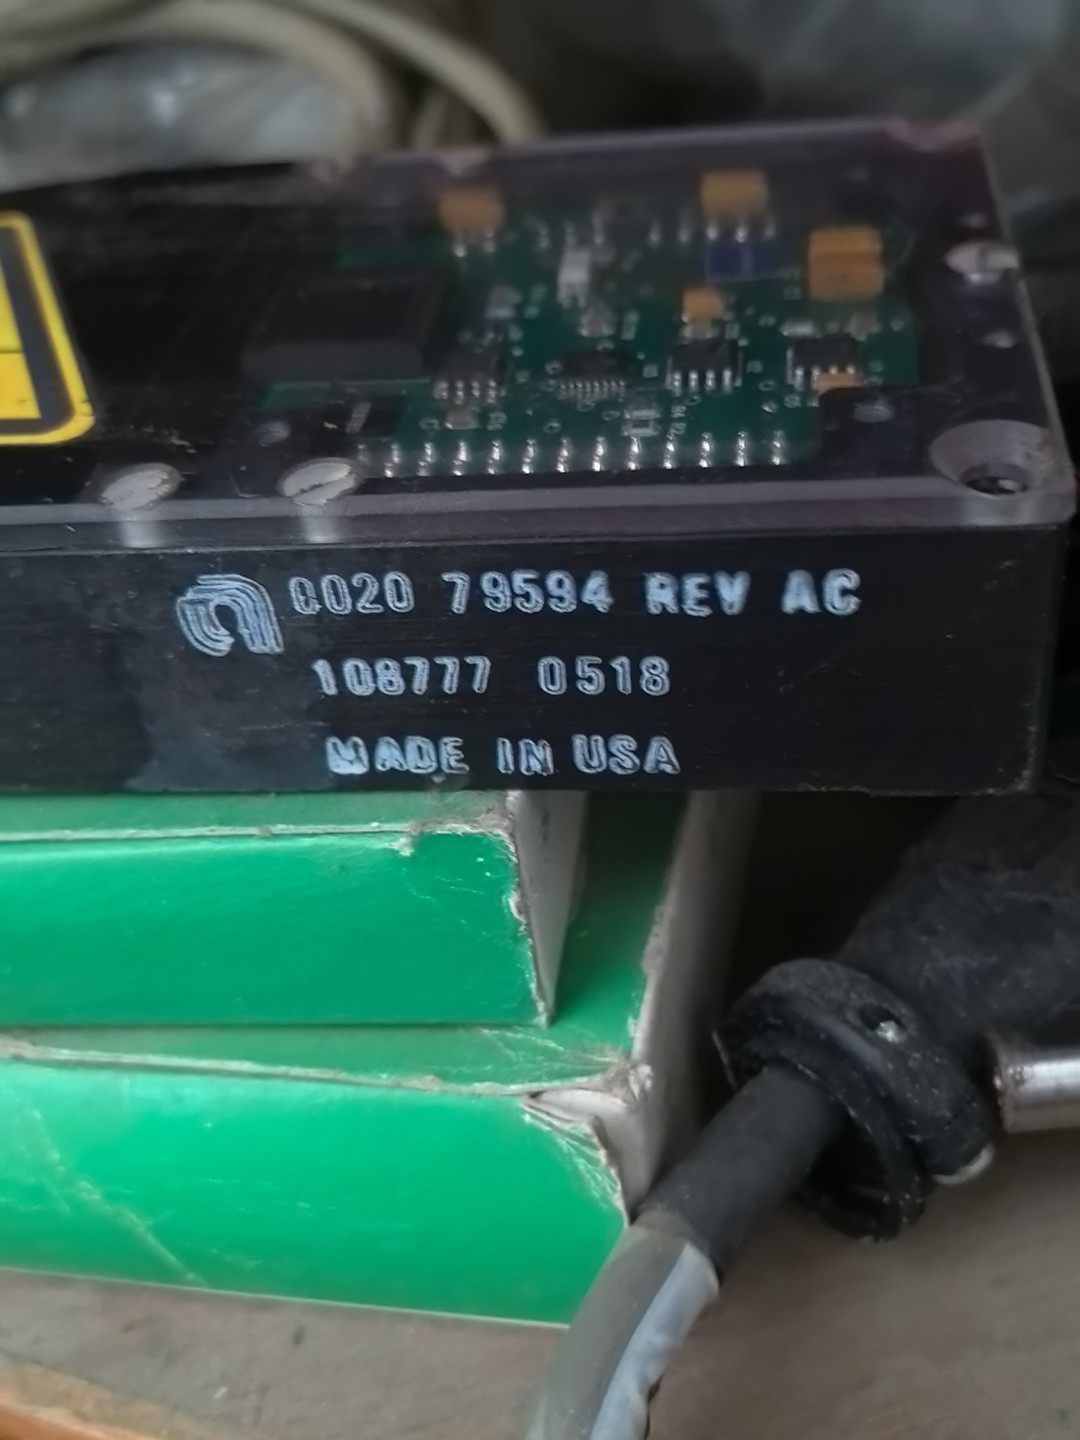 0020 79594 REV AC
108777 0518
MADE IN USA